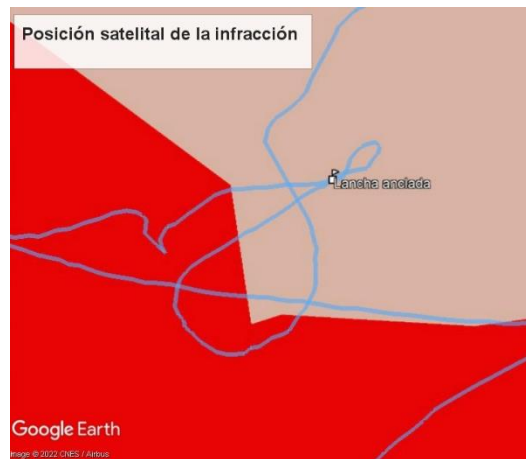 Posición satelital de la infracción
Lancha anclada
Google Earth
Image © 2022 CNES / Airbus